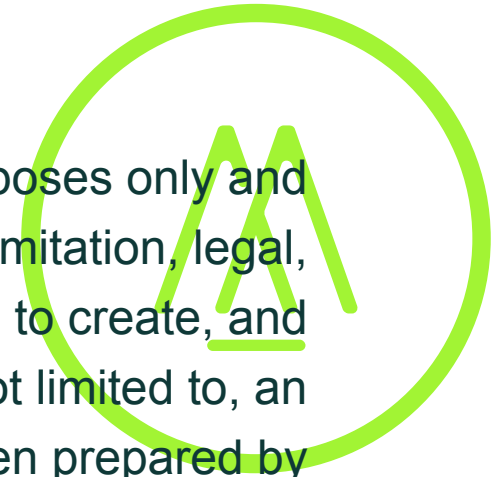 poses only and
mitation, legal,
to create, and
ot limited to, an
en prepared by